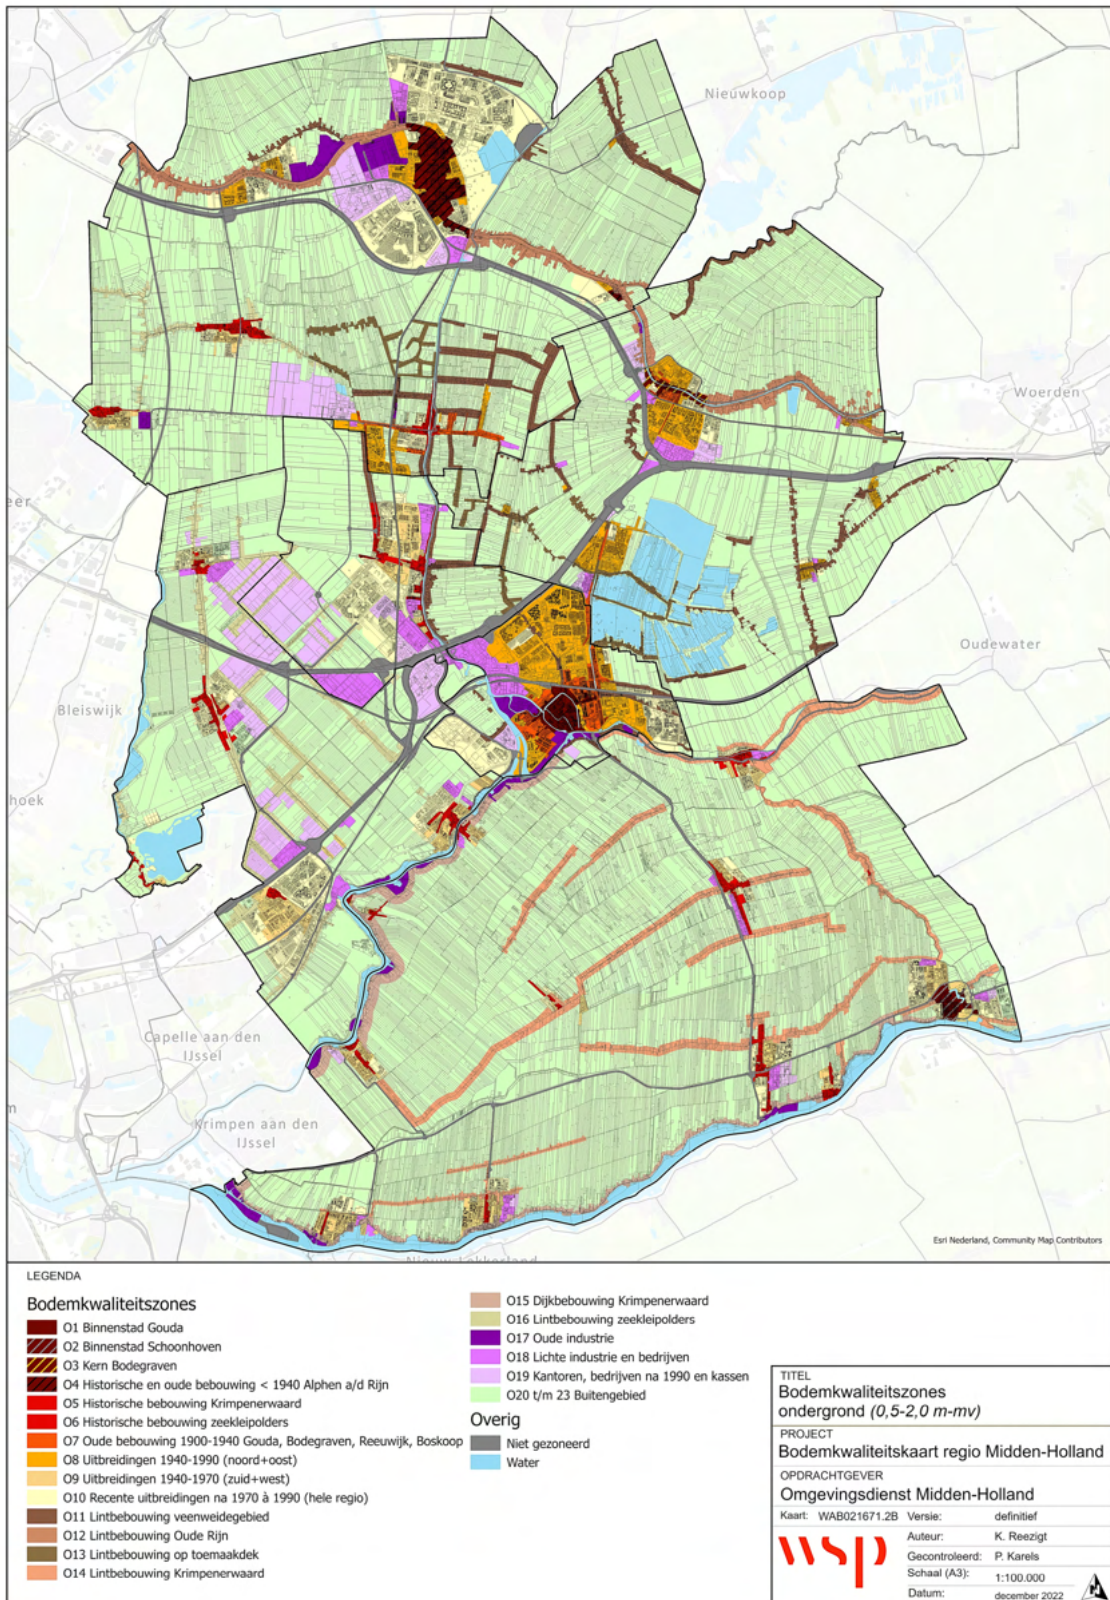 Nieuwkoop
Woerden
eer
Oudewater
Bleiswijk
hoek
Capelle aan den
IJssel
m
Krimpen aan den
IJssel
Nieuw-Lekkerland
Esri Nederland, Community Map Contributors
LEGENDA
Bodemkwaliteitszones
O1 Binnenstad Gouda
O2 Binnenstad Schoonhoven
O3 Kern Bodegraven
O4 Historische en oude bebouwing < 1940 Alphen a/d Rijn
O5 Historische bebouwing Krimpenerwaard
O6 Historische bebouwing zeekleipolders
O7 Oude bebouwing 1900-1940 Gouda, Bodegraven, Reeuwijk, Boskoop
O8 Uitbreidingen 1940-1990 (noord+oost)
O9 Uitbreidingen 1940-1970 (zuid+west)
O10 Recente uitbreidingen na 1970 à 1990 (hele regio)
O11 Lintbebouwing veenweidegebied
O12 Lintbebouwing Oude Rijn
O13 Lintbebouwing op toemaakdek
O14 Lintbebouwing Krimpenerwaard
O15 Dijkbebouwing Krimpenerwaard
O16 Lintbebouwing zeekleipolders
O17 Oude industrie
O18 Lichte industrie en bedrijven
O19 Kantoren, bedrijven na 1990 en kassen
O20 t/m 23 Buitengebied
Overig
Niet gezoneerd
Water
TITEL
Bodemkwaliteitszones
ondergrond (0,5-2,0 m-mv)
PROJECT
Bodemkwaliteitskaart regio Midden-Holland
OPDRACHTGEVER
Omgevingsdienst Midden-Holland
Kaart: WAB021671.2B Versie: definitief
Auteur: K. Reezigt
Gecontroleerd: P. Karels
Schaal (A3): 1:100.000
Datum: december 2022
wsp